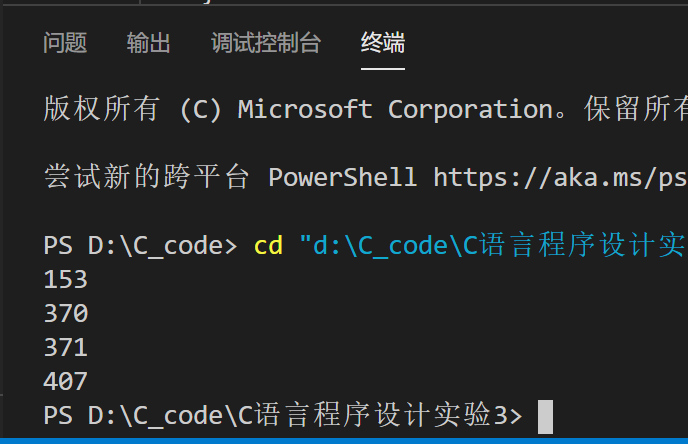 问题 输出 调试控制台 终端
版权所有 (C) Microsoft Corporation。保留所有
尝试新的跨平台 PowerShell https://aka.ms/ps
PS D:\C_code> cd "d:\C_code\C语言程序设计实
153
370
371
407
PS D:\C_code\C语言程序设计实验3>